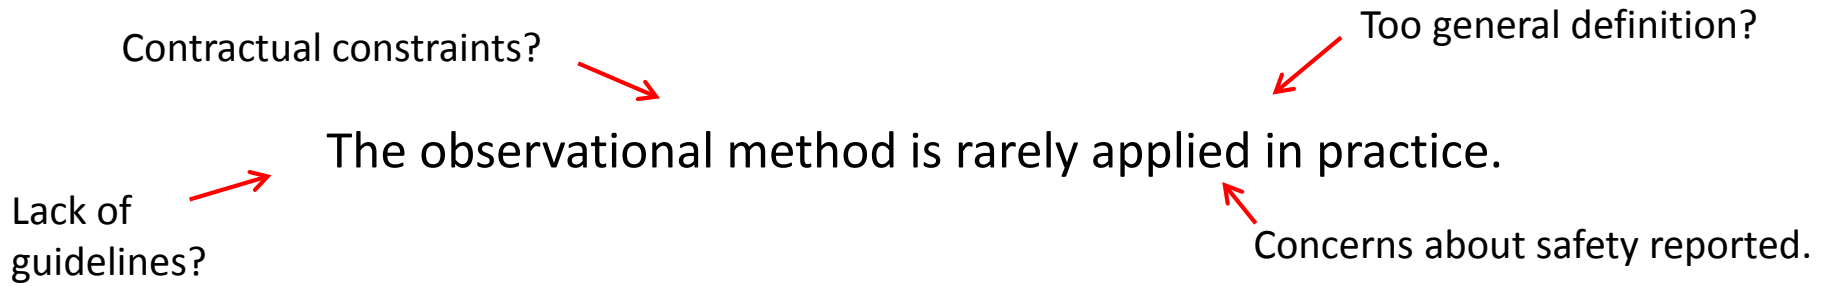 Too general definition?
Contractual constraints?
The observational method is rarely applied in practice.
Lack of
guidelines?
Concerns about safety reported.